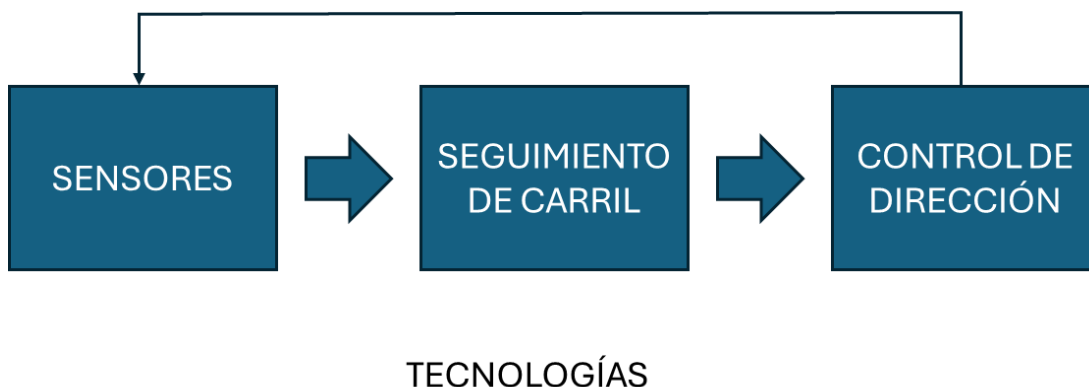 SENSORES
SEGUIMIENTO
DE CARRIL
CONTROL DE
DIRECCIÓN
TECNOLOGÍAS